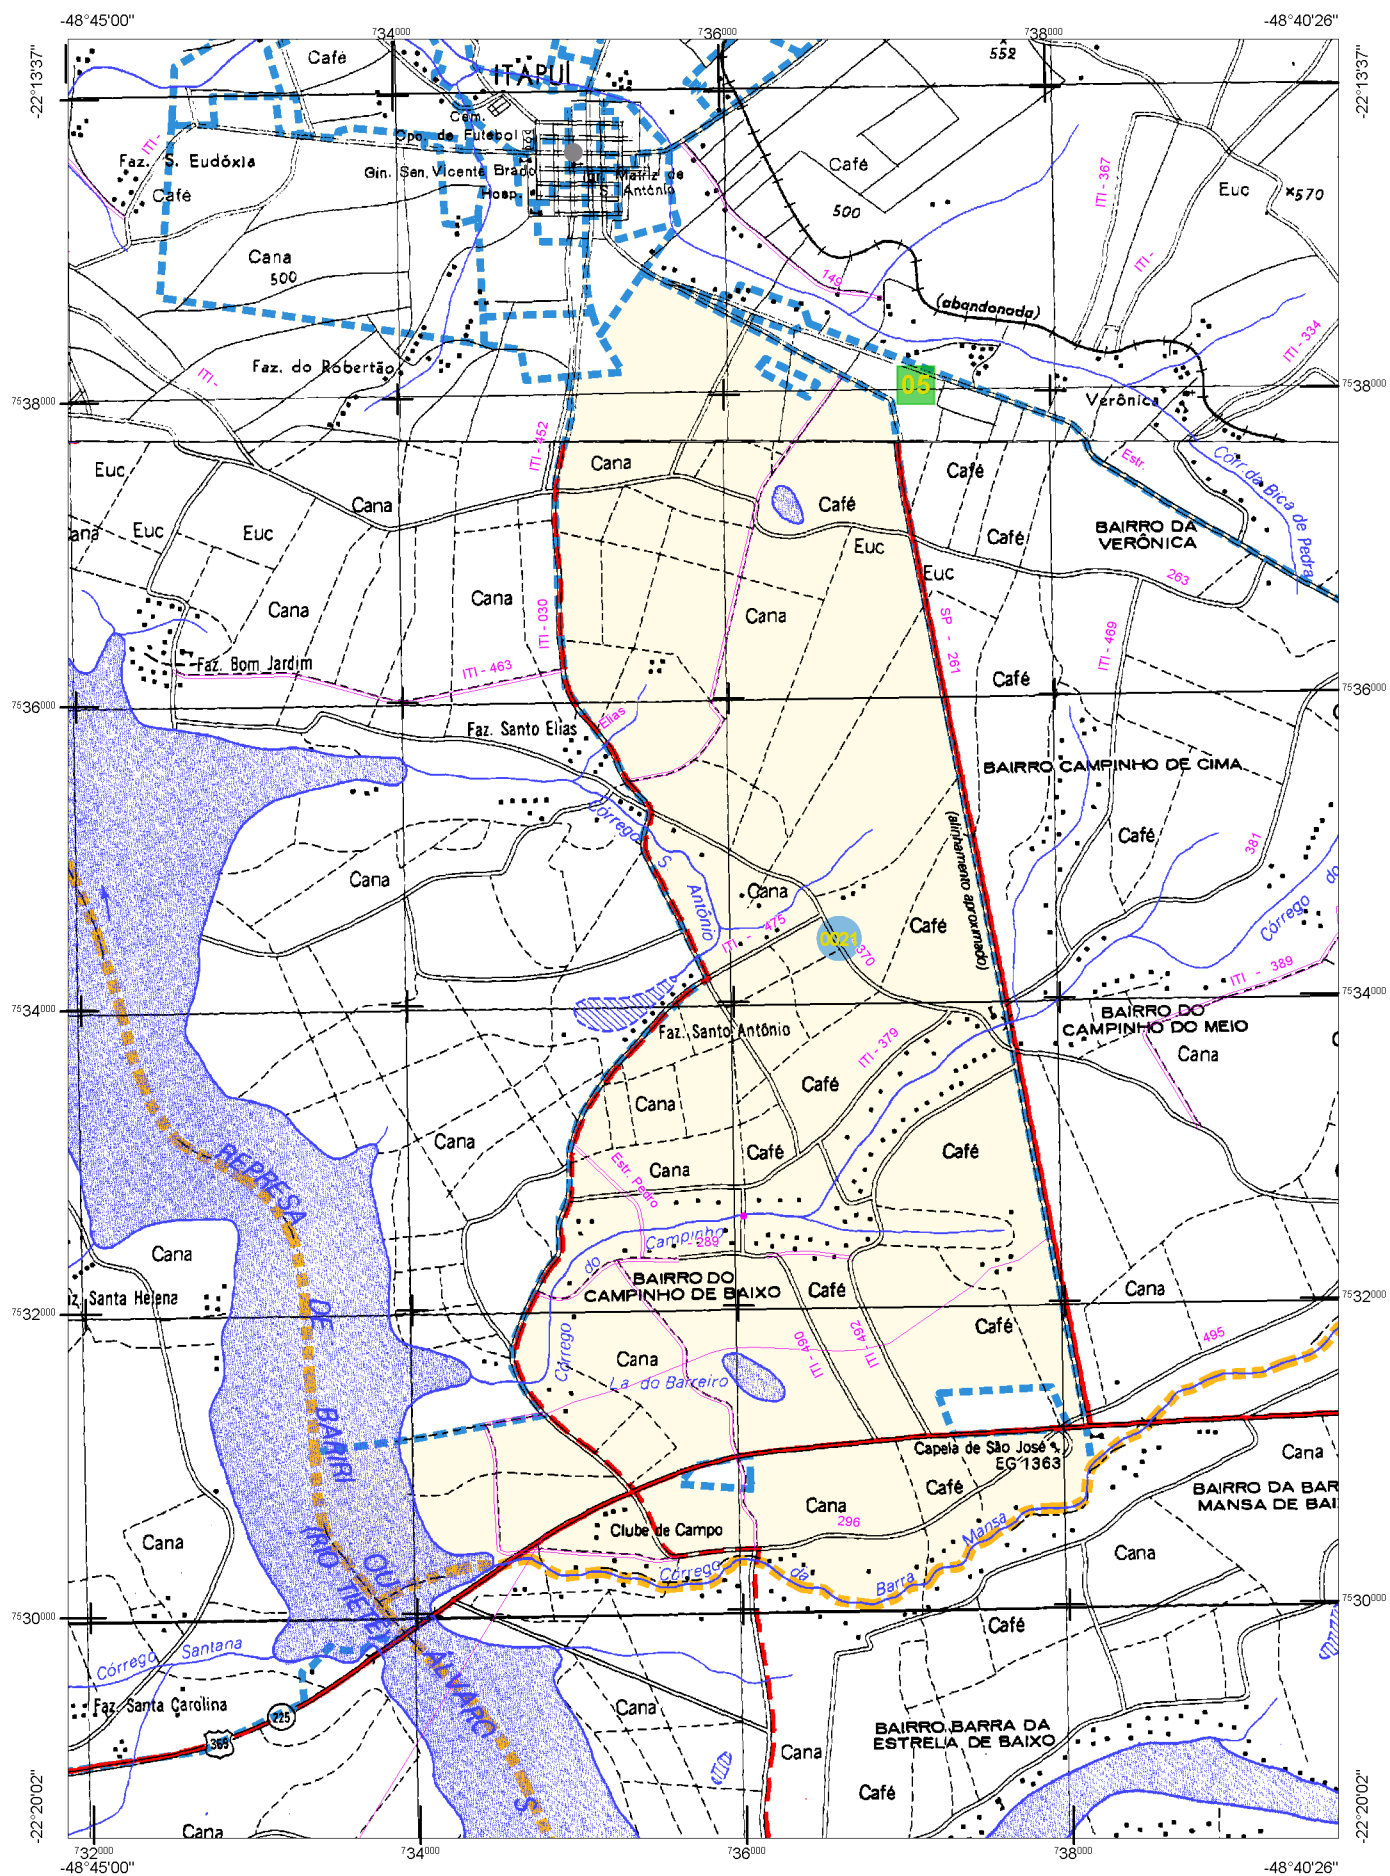 -48°45'00"
-48°40'26"
734000
736000
738000
-22°13'37"
-22°13'37"
Café
ITAPUÍ
552
Cem.
Cpo. de Futebol
ITI -
Faz. S. Eudóxia
Café
Gin. Sen. Vicente Brado
Hosp.
Igr. Matriz de
S. Antônio
Café
500
ITI - 367
Euc
×570
ITI -
Cana
500
149
(abandonada)
ITI - 334
Faz. do Robertão
ITI -
05
Verônica
7538000
7538000
ITI - 452
Estr.
Córr. da Bica de Pedra
Euc
Cana
Cana
Café
Café
ana
Euc
Euc
Euc
Café
BAIRRO DA
VERÔNICA
Euc
263
Cana
Cana
ITI - 030
Cana
SP - 261
ITI - 469
Faz. Bom Jardim
ITI - 463
Café
7536000
7536000
Elias
Faz. Santo Elias
BAIRRO CAMPINHO DE CIMA
Córrego S. Antônio
(alinhamento aproximado)
Café
381
Cana
Cana
ITI - 475
0021
370
Café
Córrego do
ITI - 389
7534000
7534000
Faz. Santo Antônio
BAIRRO DO
CAMPINHO DO MEIO
Cana
ITI - 379
Café
Cana
Cana
Café
Café
Cana
Estr. Pedro
REPRESA DE BARIRI
(RIO TIETÊ)
OU ALVARO S
Córrego do Campinho
289
Cana
BAIRRO DO
CAMPINHO DE BAIXO
Café
Cana
z. Santa Helena
7532000
7532000
Café
495
ITI - 490
ITI - 492
Cana
La. do Barreiro
Capela de São José
EG 1363
Cana
Café
BAIRRO DA BAR
MANSA DE BAI
Cana
296
Clube de Campo
Cana
Cana
Córrego da Barra Mansa
7530000
7530000
Café
Córrego Santana
Faz. Santa Carolina
225
369
Cana
BAIRRO BARRA DA
ESTRELA DE BAIXO
Cana
Café
Cana
-22°20'02"
-22°20'02"
732000
734000
736000
738000
-48°45'00"
-48°40'26"